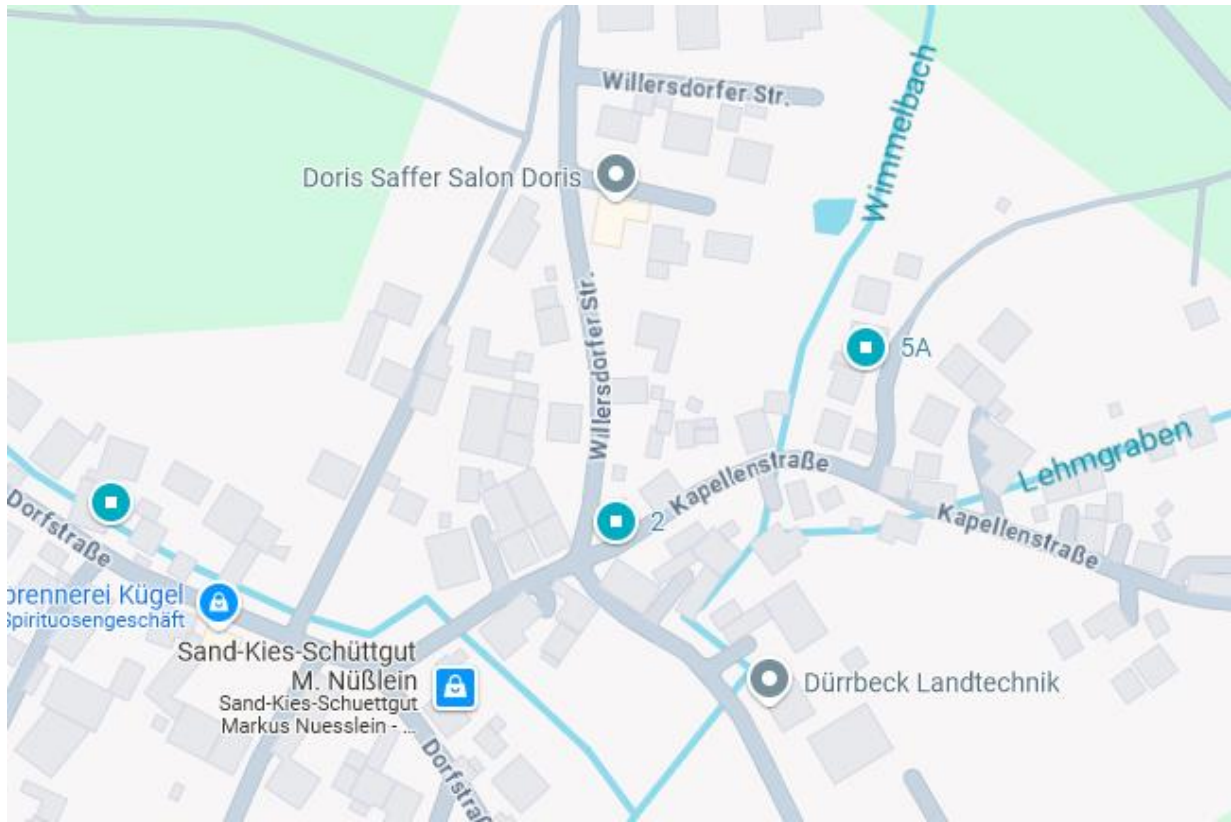 Willersdorfer Str.
Wimmelbach
Doris Saffer Salon Doris
Willersdorfer Str.
5A
Kapellenstraße
Lehmgraben
Dorfstraße
2
Kapellenstraße
brennerei Kügel
Spirituosengeschäft
Sand-Kies-Schüttgut
M. Nüßlein
Sand-Kies-Schuettgut
Markus Nuesslein - ...
Dürrbeck Landtechnik
Dorfstraß